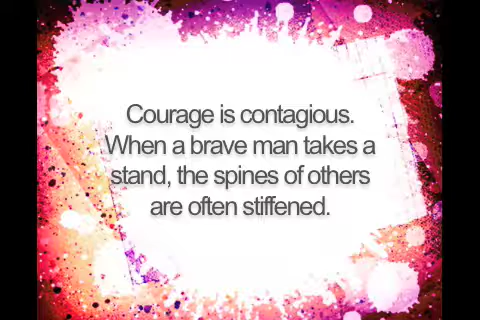 Courage is contagious.
When a brave man takes a
stand, the spines of others
are often stiffened.